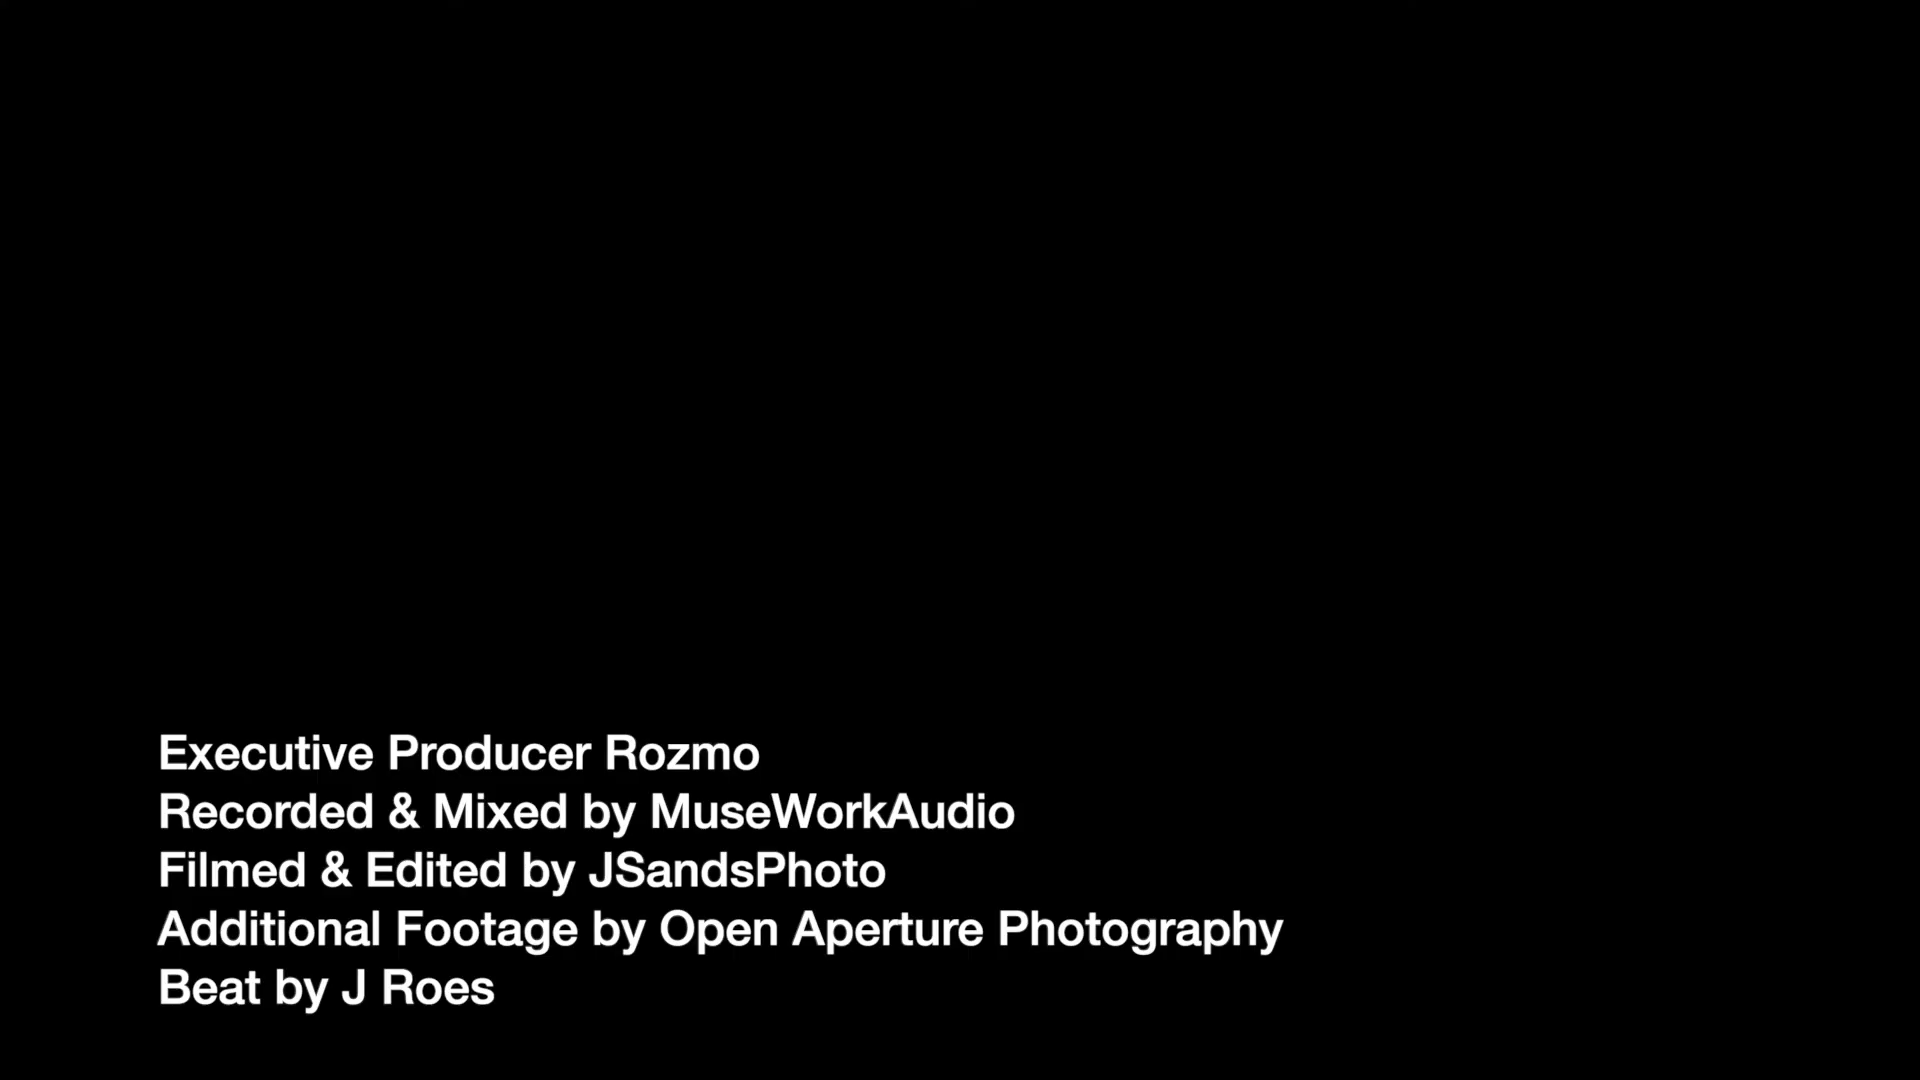 Executive Producer Rozmo
Recorded & Mixed by MuseWorkAudio
Filmed & Edited by JSandsPhoto
Additional Footage by Open Aperture Photography
Beat by J Roes